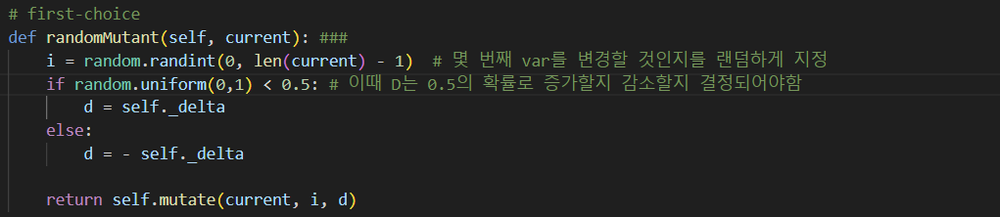 # first-choice
def randomMutant(self, current): ###
    i = random.randint(0, len(current) - 1)  # 몇 번째 var를 변경할 것인지를 랜덤하게 지정
    if random.uniform(0,1) < 0.5: # 이때 D는 0.5의 확률로 증가할지 감소할지 결정되어야함
        d = self._delta
    else:
        d = - self._delta
    return self.mutate(current, i, d)